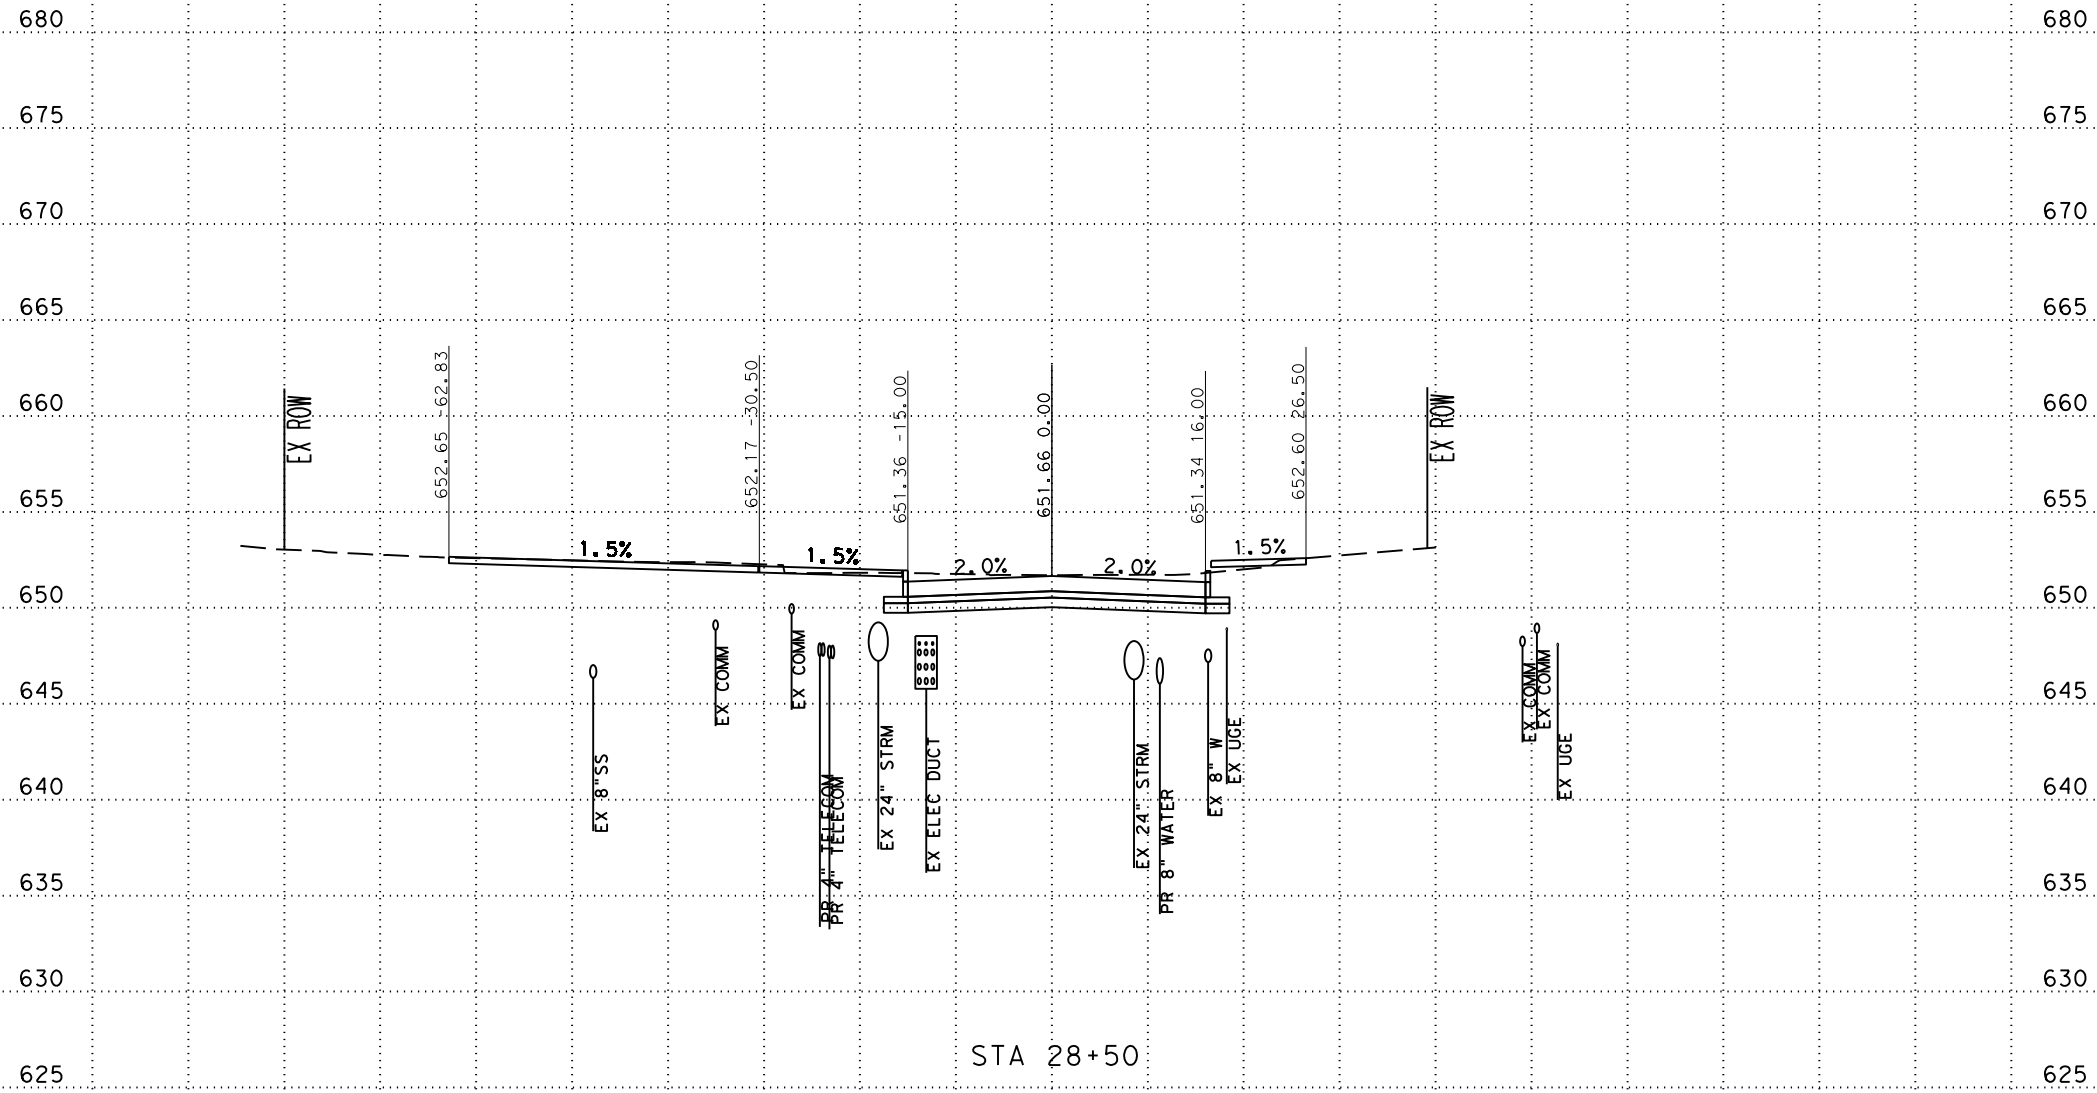 680 680
675 675
670 670
665 665
660 660
655 655
650 650
645 645
640 640
635 635
630 630
625 625
EX ROW
652.65 -62.83
652.17 -30.50
651.36 -15.00
651.66 0.00
651.34 16.00
652.60 26.50
EX ROW
1.5%
1.5%
2.0%
2.0%
1.5%
EX 8"SS
EX COMM
EX COMM
PR 4" TELECOM
PR 4" TELECOM
EX 24" STRM
EX ELEC DUCT
EX 24" STRM
PR 8" WATER
EX 8" W
EX UGE
EX COMM
EX COMM
EX UGE
STA 28+50